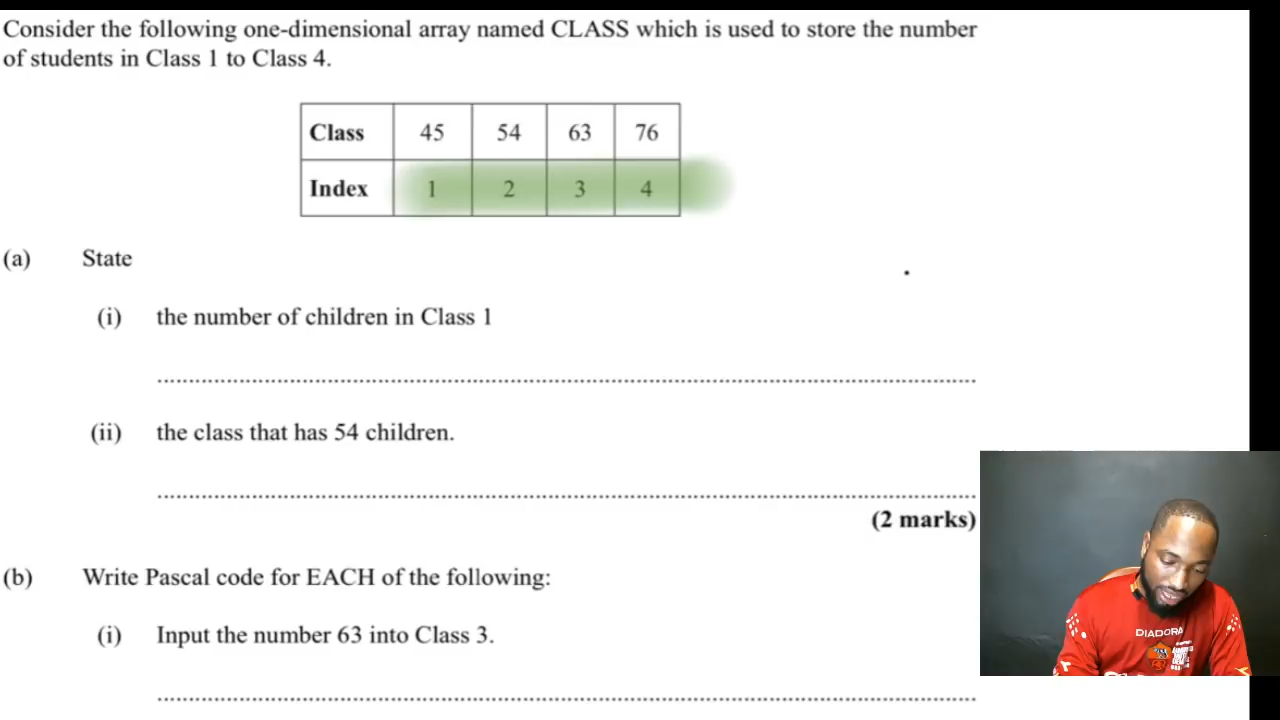 Consider the following one-dimensional array named CLASS which is used to store the number
of students in Class 1 to Class 4.
Class 45 54 63 76
Index 1 2 3 4
(a) State
(i) the number of children in Class 1
(ii) the class that has 54 children.
(2 marks)
(b) Write Pascal code for EACH of the following:
(i) Input the number 63 into Class 3.
DIADORA